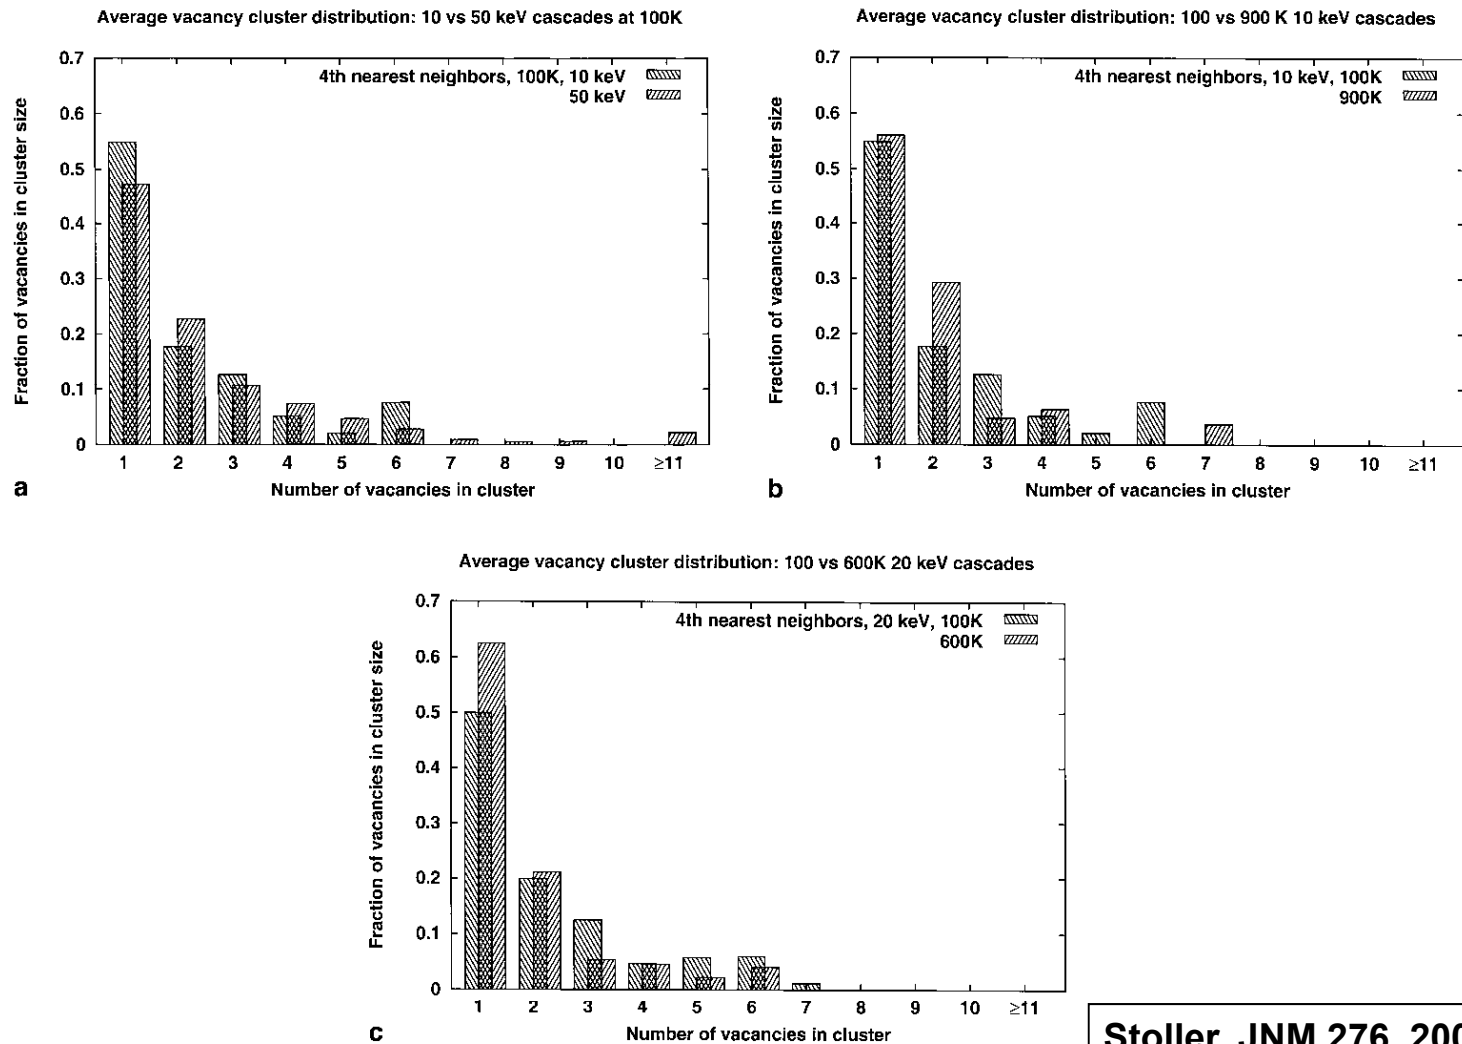 Average vacancy cluster distribution: 10 vs 50 keV cascades at 100K
Fraction of vacancies in cluster size
0.7
0.6
0.5
0.4
0.3
0.2
0.1
0
4th nearest neighbors, 100K, 10 keV
50 keV
1 2 3 4 5 6 7 8 9 10 ≥11
Number of vacancies in cluster
a
Average vacancy cluster distribution: 100 vs 900 K 10 keV cascades
Fraction of vacancies in cluster size
0.7
0.6
0.5
0.4
0.3
0.2
0.1
0
4th nearest neighbors, 10 keV, 100K
900K
1 2 3 4 5 6 7 8 9 10 ≥11
Number of vacancies in cluster
b
Average vacancy cluster distribution: 100 vs 600K 20 keV cascades
Fraction of vacancies in cluster size
0.7
0.6
0.5
0.4
0.3
0.2
0.1
0
4th nearest neighbors, 20 keV, 100K
600K
1 2 3 4 5 6 7 8 9 10 ≥11
Number of vacancies in cluster
c
Stoller, JNM 276, 200